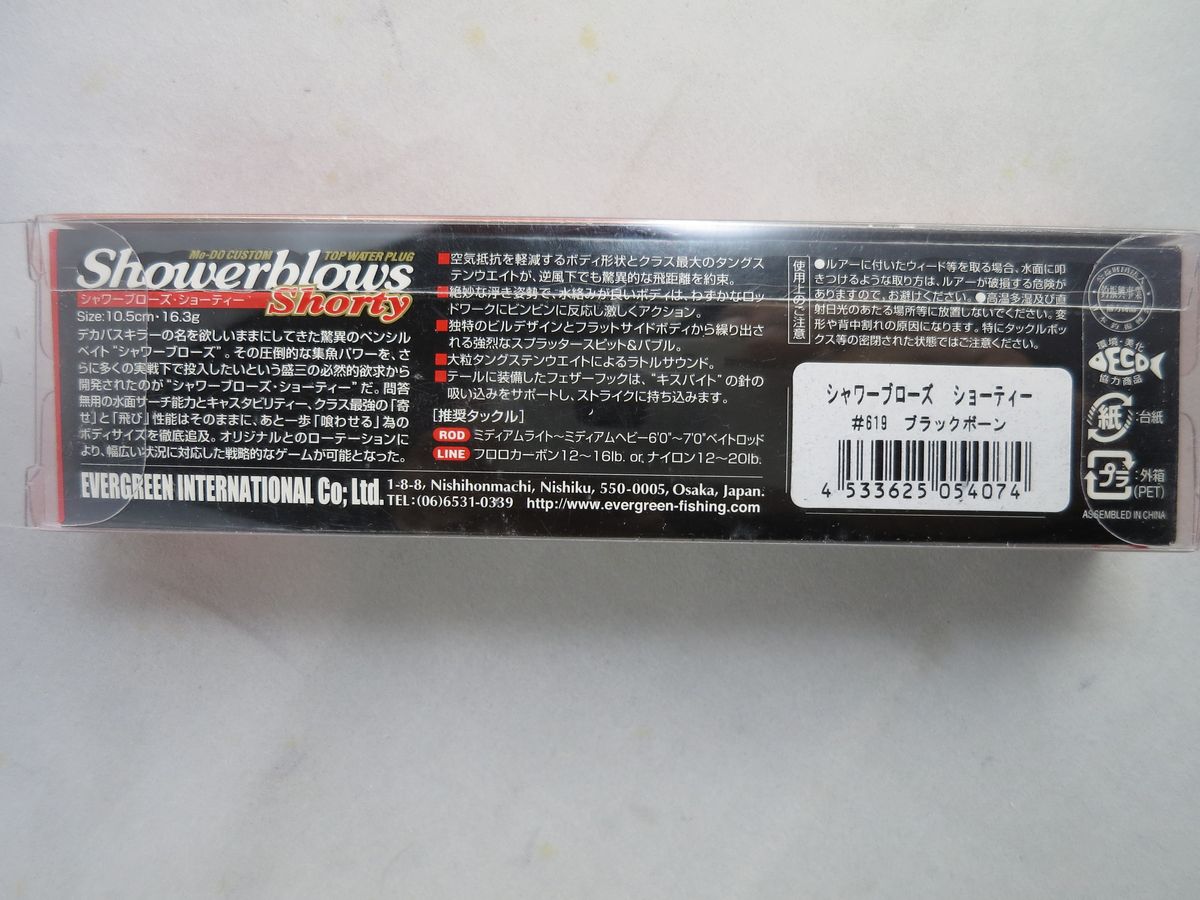 Mo-DO CUSTOM TOP WATER PLUG
Showerblows
シャワーブローズ・ショーティー
Shorty
Size:10.5cm・16.3g
デカバスキラーの名を欲しいままにしてきた驚異のペンシル
ベイト"シャワーブローズ"。その圧倒的な集魚パワーを、さ
らに多くの実戦下で投入したいという盛三の必然的欲求から
開発されたのが"シャワーブローズ・ショーティー"だ。問答
無用の水面サーチ能力とキャスタビリティー、クラス最強の「寄
せ」と「飛び」性能はそのままに、あと一歩「喰わせる」為の
ボディサイズを徹底追及。オリジナルとのローテーションに
より、幅広い状況に対応した戦略的なゲームが可能となった。
EVERGREEN INTERNATIONAL Co; Ltd.
1-8-8, Nishihonmachi, Nishiku, 550-0005, Osaka, Japan.
TEL:(06)6531-0339 http://www.evergreen-fishing.com
■空気抵抗を軽減するボディ形状とクラス最大のタングス
テンウエイトが、逆風下でも驚異的な飛距離を約束。
■絶妙な浮き姿勢で、水絡みが良いボディは、わずかなロッ
ドワークにビンビンに反応し激しくアクション。
■独特のビルデザインとフラットサイドボディから繰り出さ
れる強烈なスプラッタースピット&バブル。
■大粒タングステンウエイトによるラトルサウンド。
■テールに装備したフェザーフックは、"キスバイト"の針の
吸い込みをサポートし、ストライクに持ち込みます。
[推奨タックル]
ROD ミディアムライト〜ミディアムヘビー6'0"〜7'0"ベイトロッド
LINE フロロカーボン12〜16lb. or, ナイロン12〜20lb.
使用上のご注意
●ルアーに付いたウィード等を取る場合、水面に叩
きつけるような取り方は、ルアーが破損する危険が
ありますので、お避けください。●高温多湿及び直
射日光のあたる場所等に放置しないでください。変
形や背中割れの原因になります。特にタックルボッ
クス等の密閉された状態ではご注意ください。
シャワーブローズ ショーティー
#619 ブラックボーン
4 533625 054074
環境・美化
ECO
協力商品
紙 :台紙
プラ :外箱
(PET)
ASSEMBLED IN CHINA